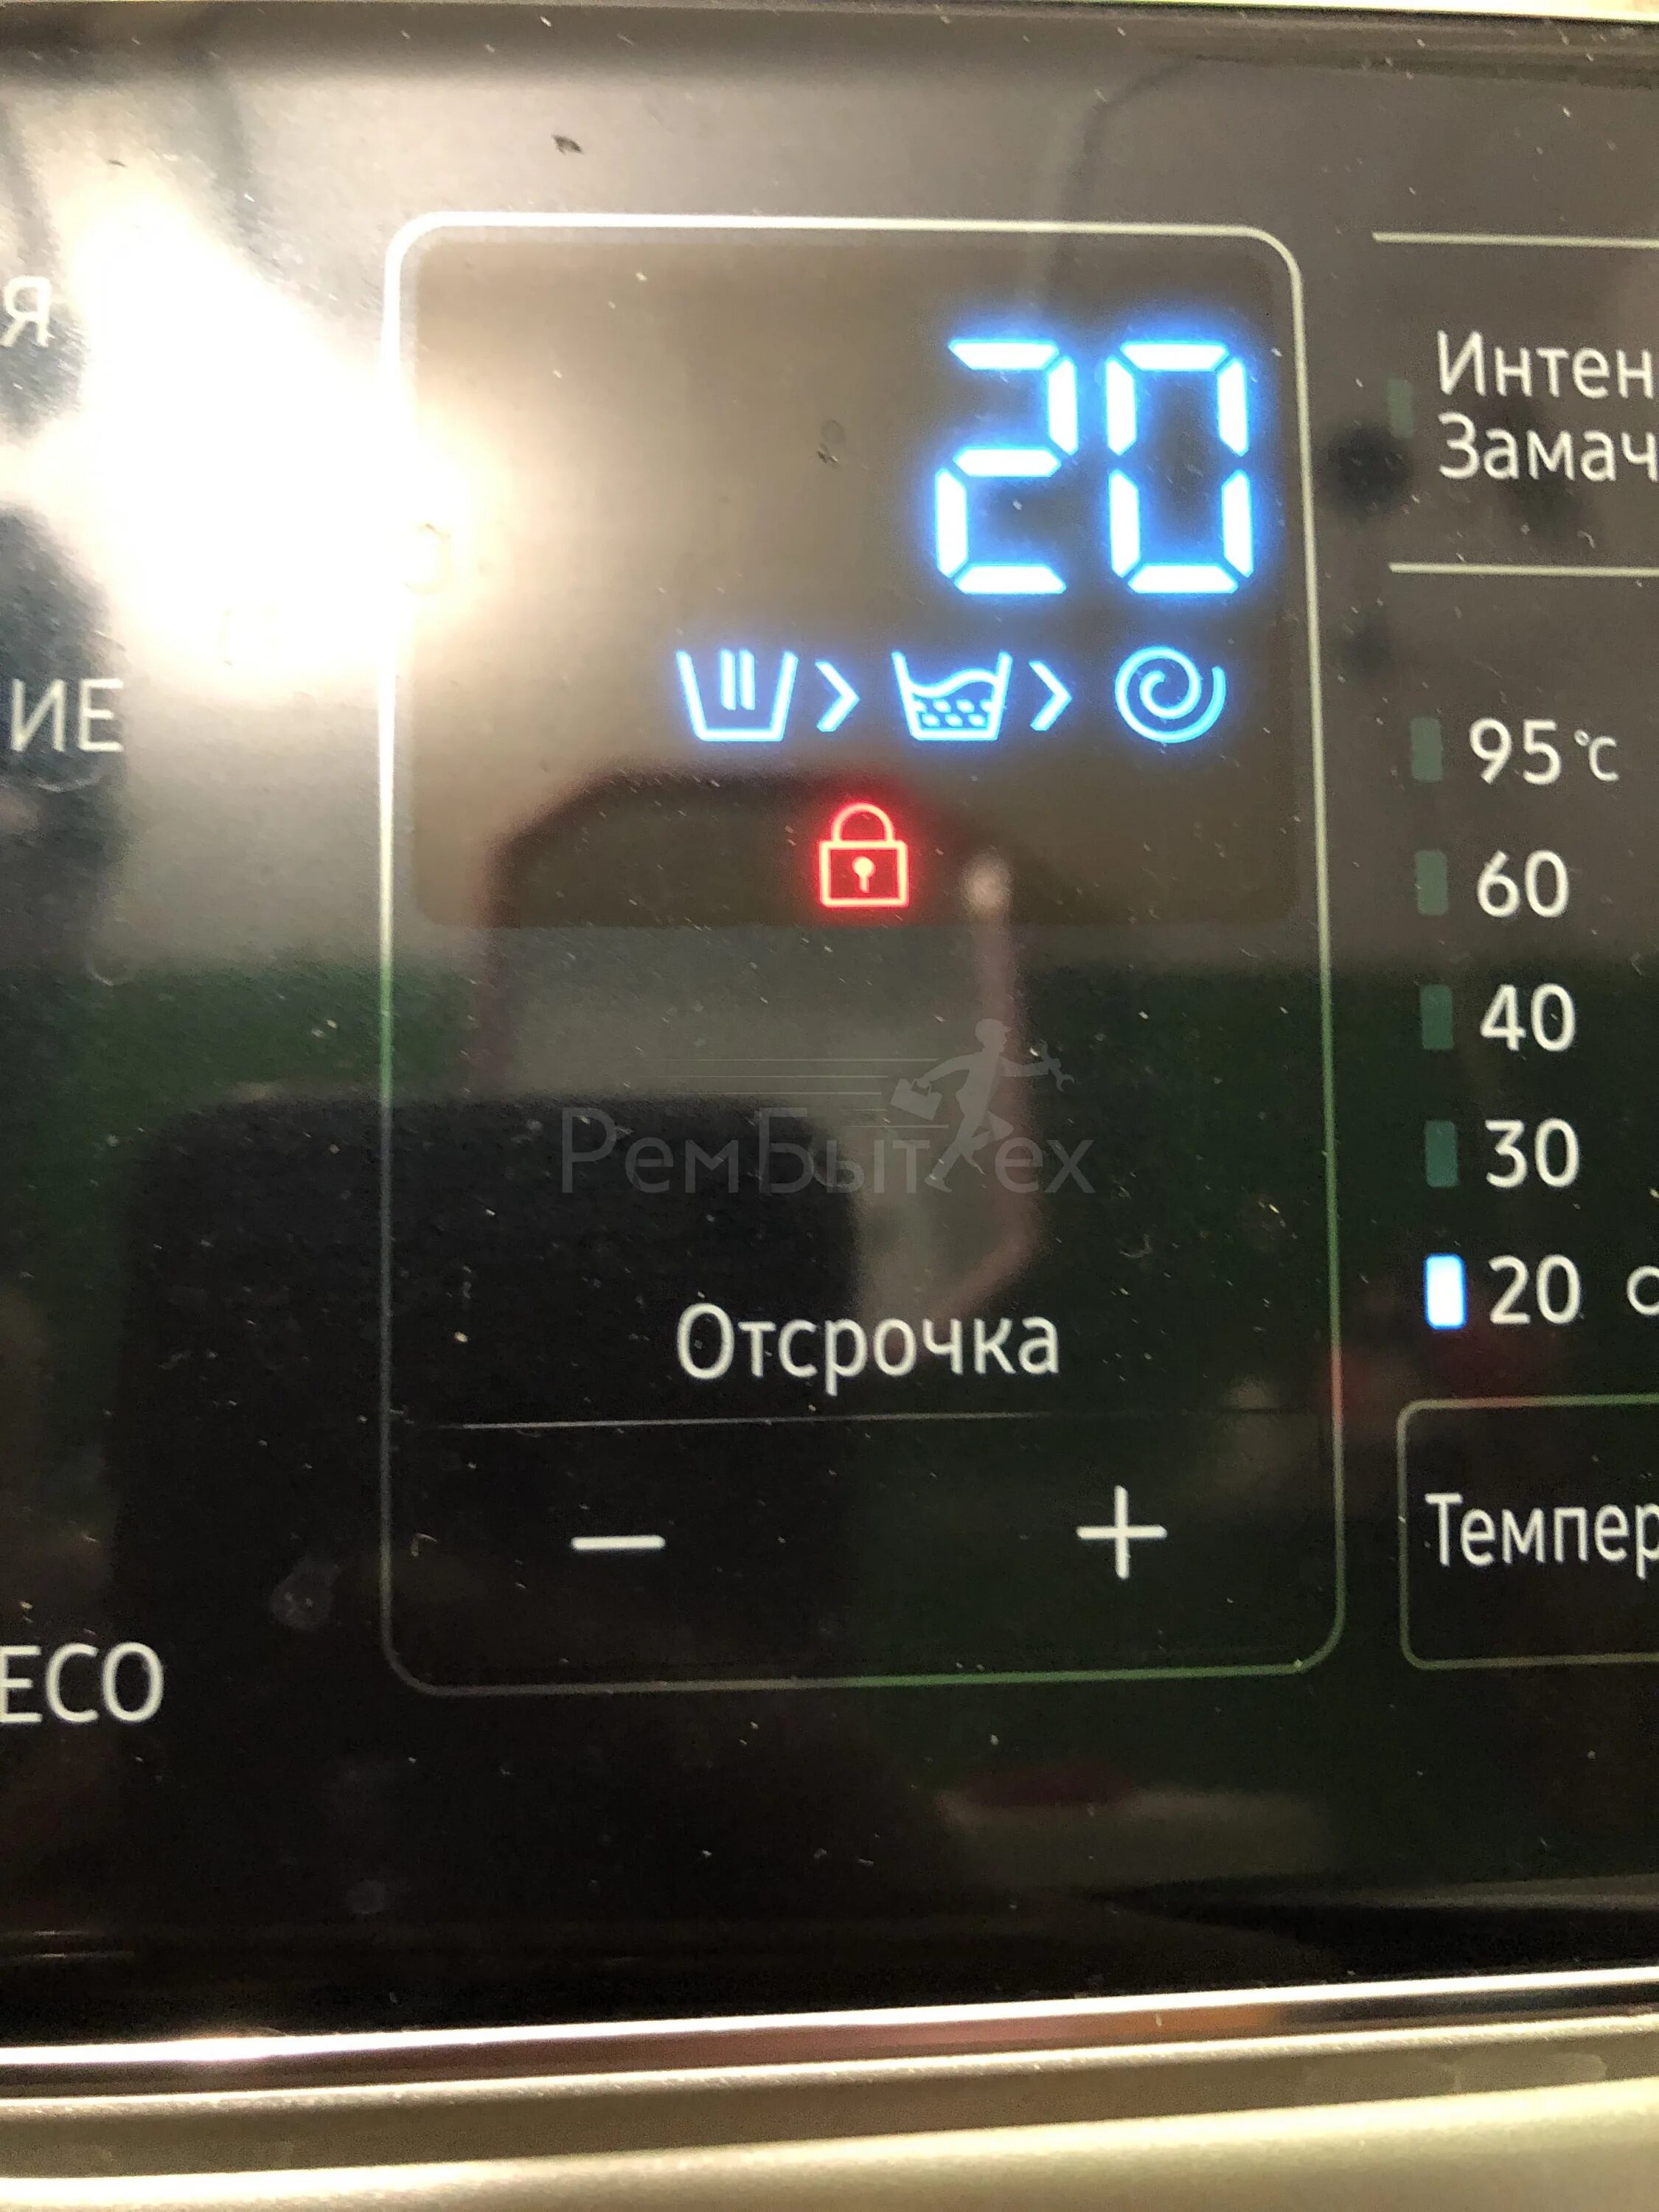 я
20
Интен
Замач
ИЕ
95 °C
60
40
30
20
РемБытТех
Отсрочка
− +
Темпер
ECO